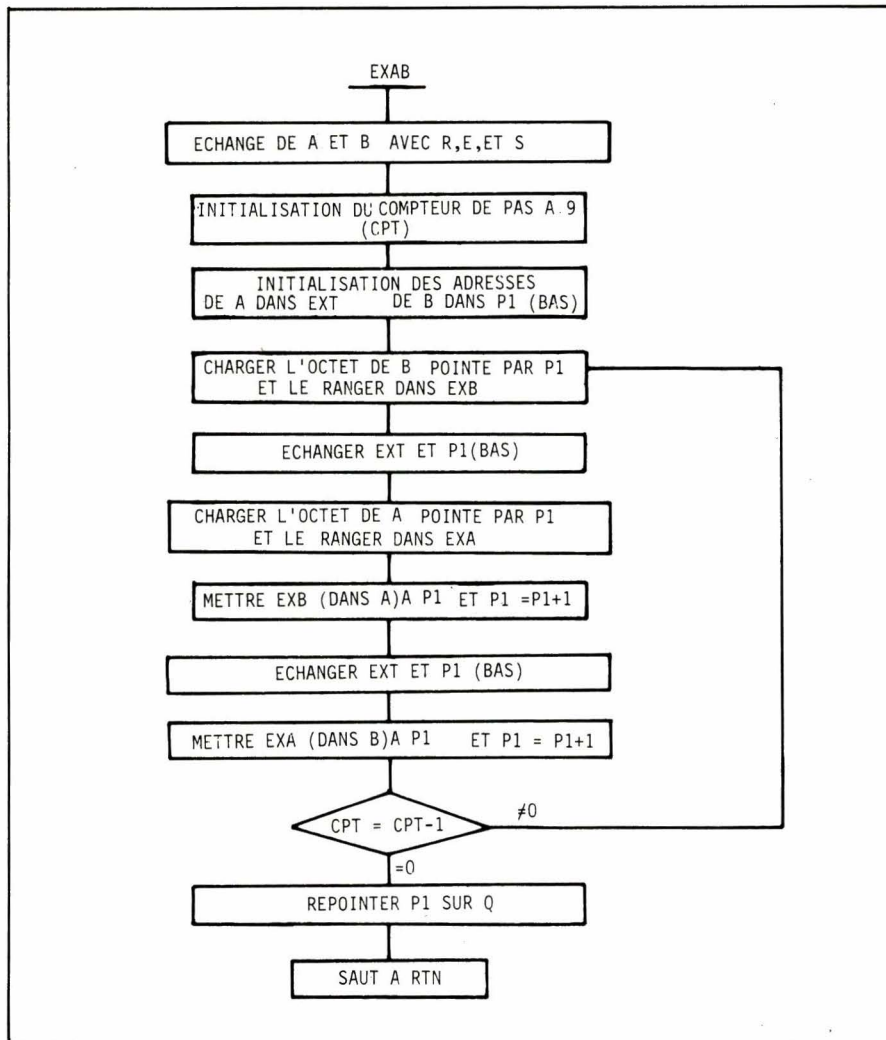 EXAB
ECHANGE DE A ET B AVEC R,E,ET S
INITIALISATION DU COMPTEUR DE PAS A 9
(CPT)
INITIALISATION DES ADRESSES
DE A DANS EXT DE B DANS P1 (BAS)
CHARGER L'OCTET DE B POINTE PAR P1
ET LE RANGER DANS EXB
ECHANGER EXT ET P1(BAS)
CHARGER L'OCTET DE A POINTE PAR P1
ET LE RANGER DANS EXA
METTRE EXB (DANS A)A P1 ET P1 =P1+1
ECHANGER EXT ET P1 (BAS)
METTRE EXA (DANS B)A P1 ET P1 = P1+1
CPT = CPT-1
≠0
=0
REPOINTER P1 SUR Q
SAUT A RTN